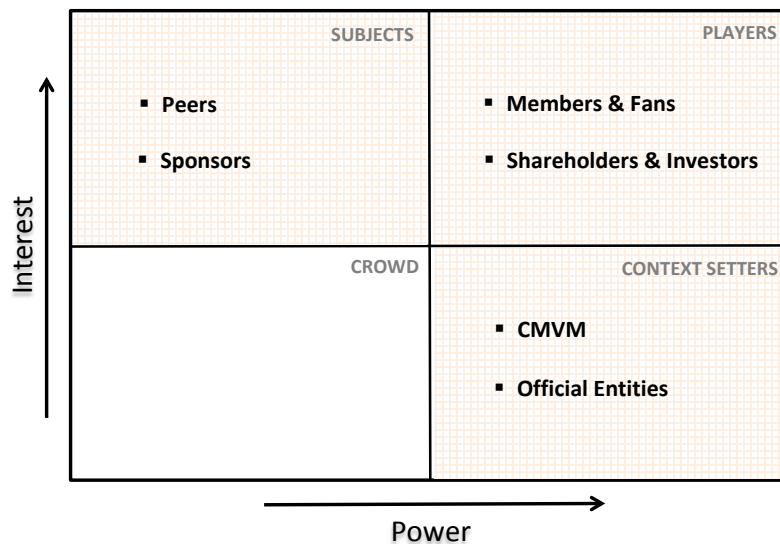 SUBJECTS
PLAYERS
▪ Peers
▪ Members & Fans
▪ Sponsors
▪ Shareholders & Investors
Interest
CROWD
CONTEXT SETTERS
▪ CMVM
▪ Official Entities
Power